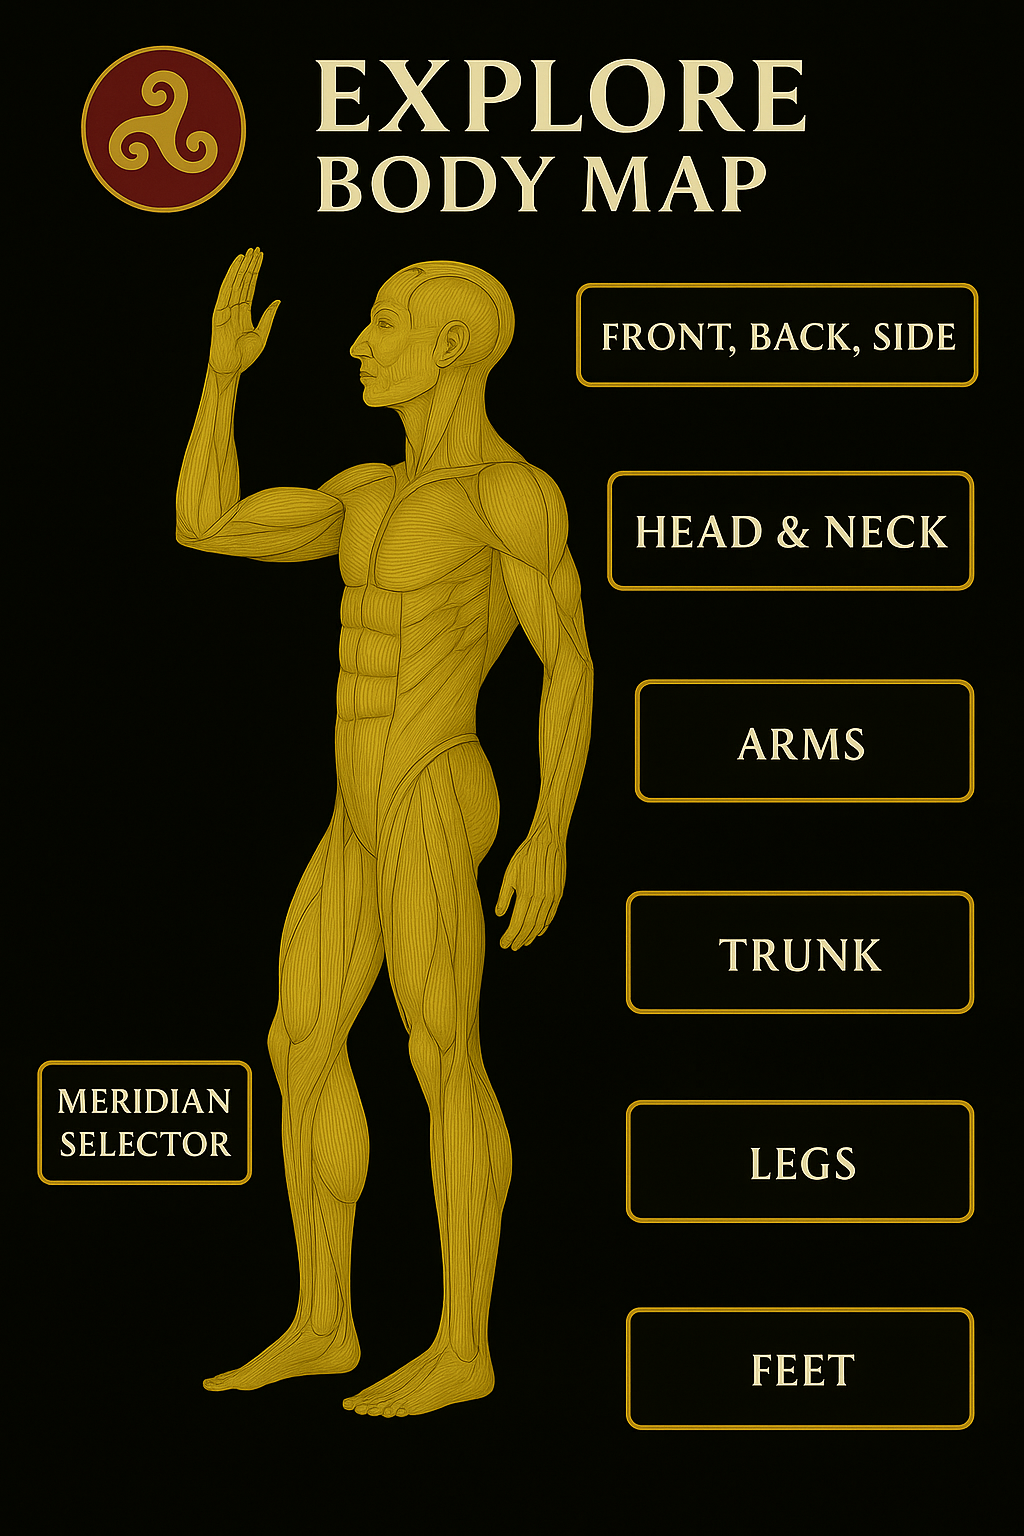 EXPLORE
BODY MAP
FRONT, BACK, SIDE
HEAD & NECK
ARMS
TRUNK
MERIDIAN
SELECTOR
LEGS
FEET